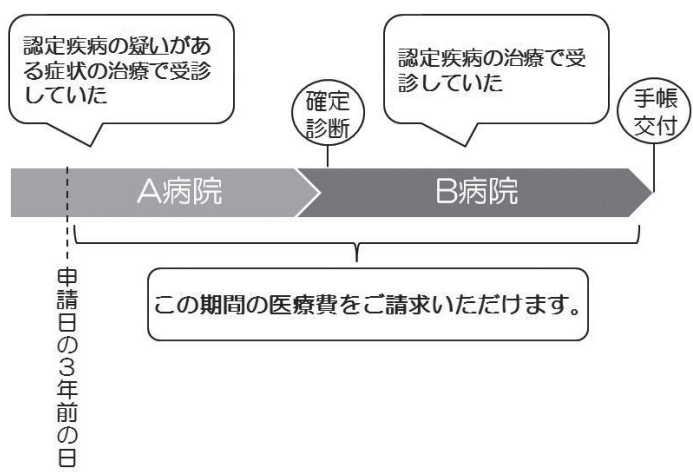 認定疾病の疑いがあ
る症状の治療で受診
していた
確定
診断
認定疾病の治療で受
診していた
手帳
交付
A病院
B病院
この期間の医療費をご請求いただけます。
申請日の3年前の日